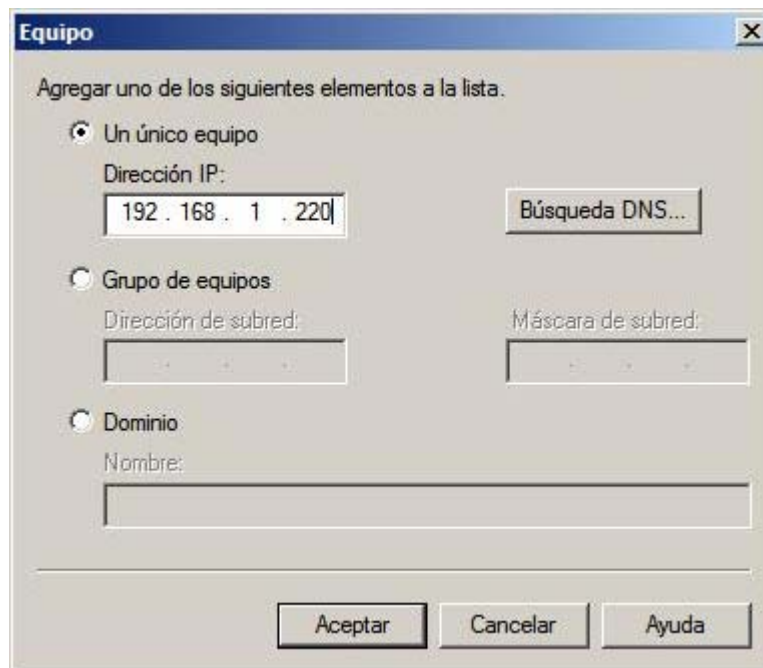 Equipo
Agregar uno de los siguientes elementos a la lista.
Un único equipo
Dirección IP:
192 . 168 . 1 . 220
Búsqueda DNS...
Grupo de equipos
Dirección de subred:
Máscara de subred:
. . .
. . .
Dominio
Nombre:
Aceptar
Cancelar
Ayuda